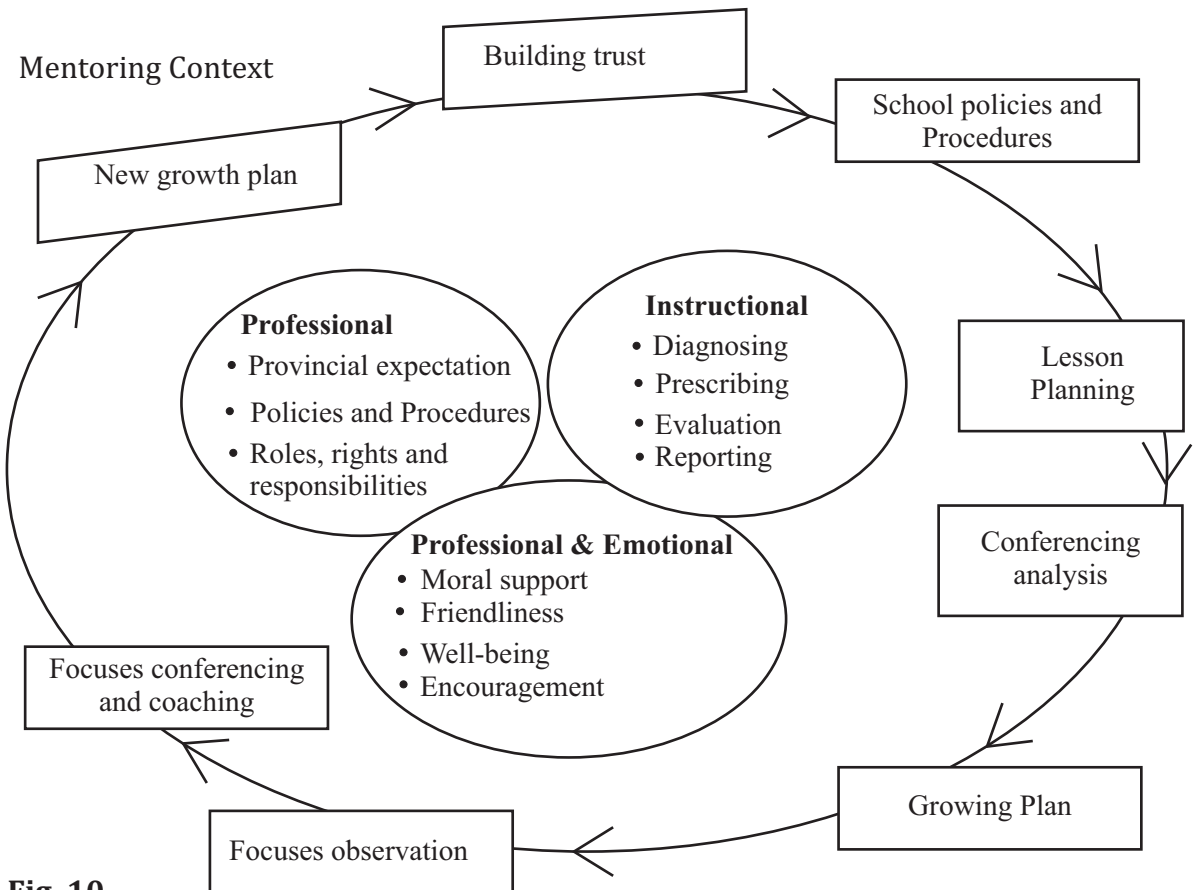 Mentoring Context
Building trust
School policies and
Procedures
New growth plan
Professional
• Provincial expectation
• Policies and Procedures
• Roles, rights and
responsibilities
Instructional
• Diagnosing
• Prescribing
• Evaluation
• Reporting
Lesson
Planning
Professional & Emotional
• Moral support
• Friendliness
• Well-being
• Encouragement
Conferencing
analysis
Focuses conferencing
and coaching
Growing Plan
Focuses observation
Fig. 10